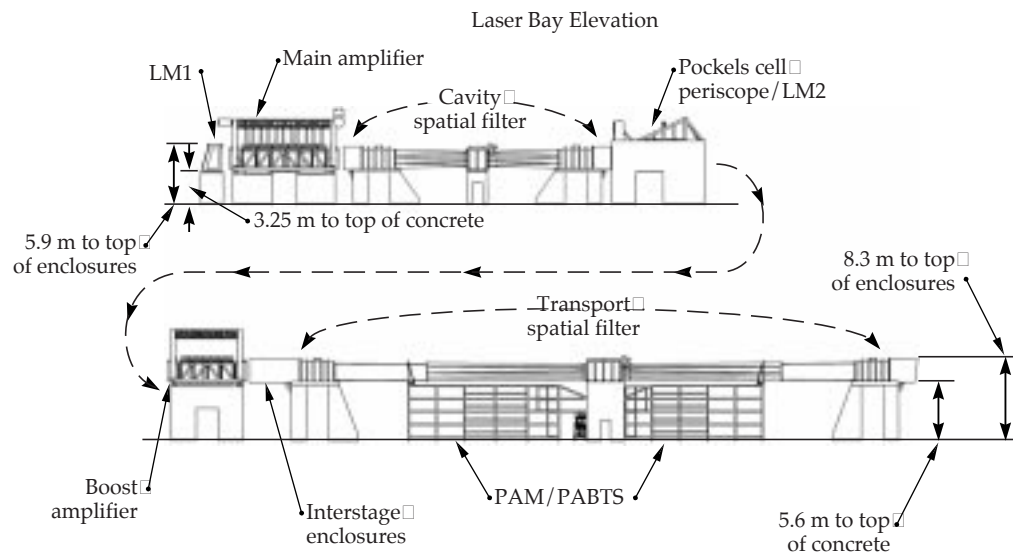 Laser Bay Elevation
LM1
Main amplifier
Cavity
spatial filter
Pockels cell
periscope/LM2
3.25 m to top of concrete
5.9 m to top
of enclosures
8.3 m to top
of enclosures
Transport
spatial filter
Boost
amplifier
Interstage
enclosures
PAM/PABTS
5.6 m to top
of concrete